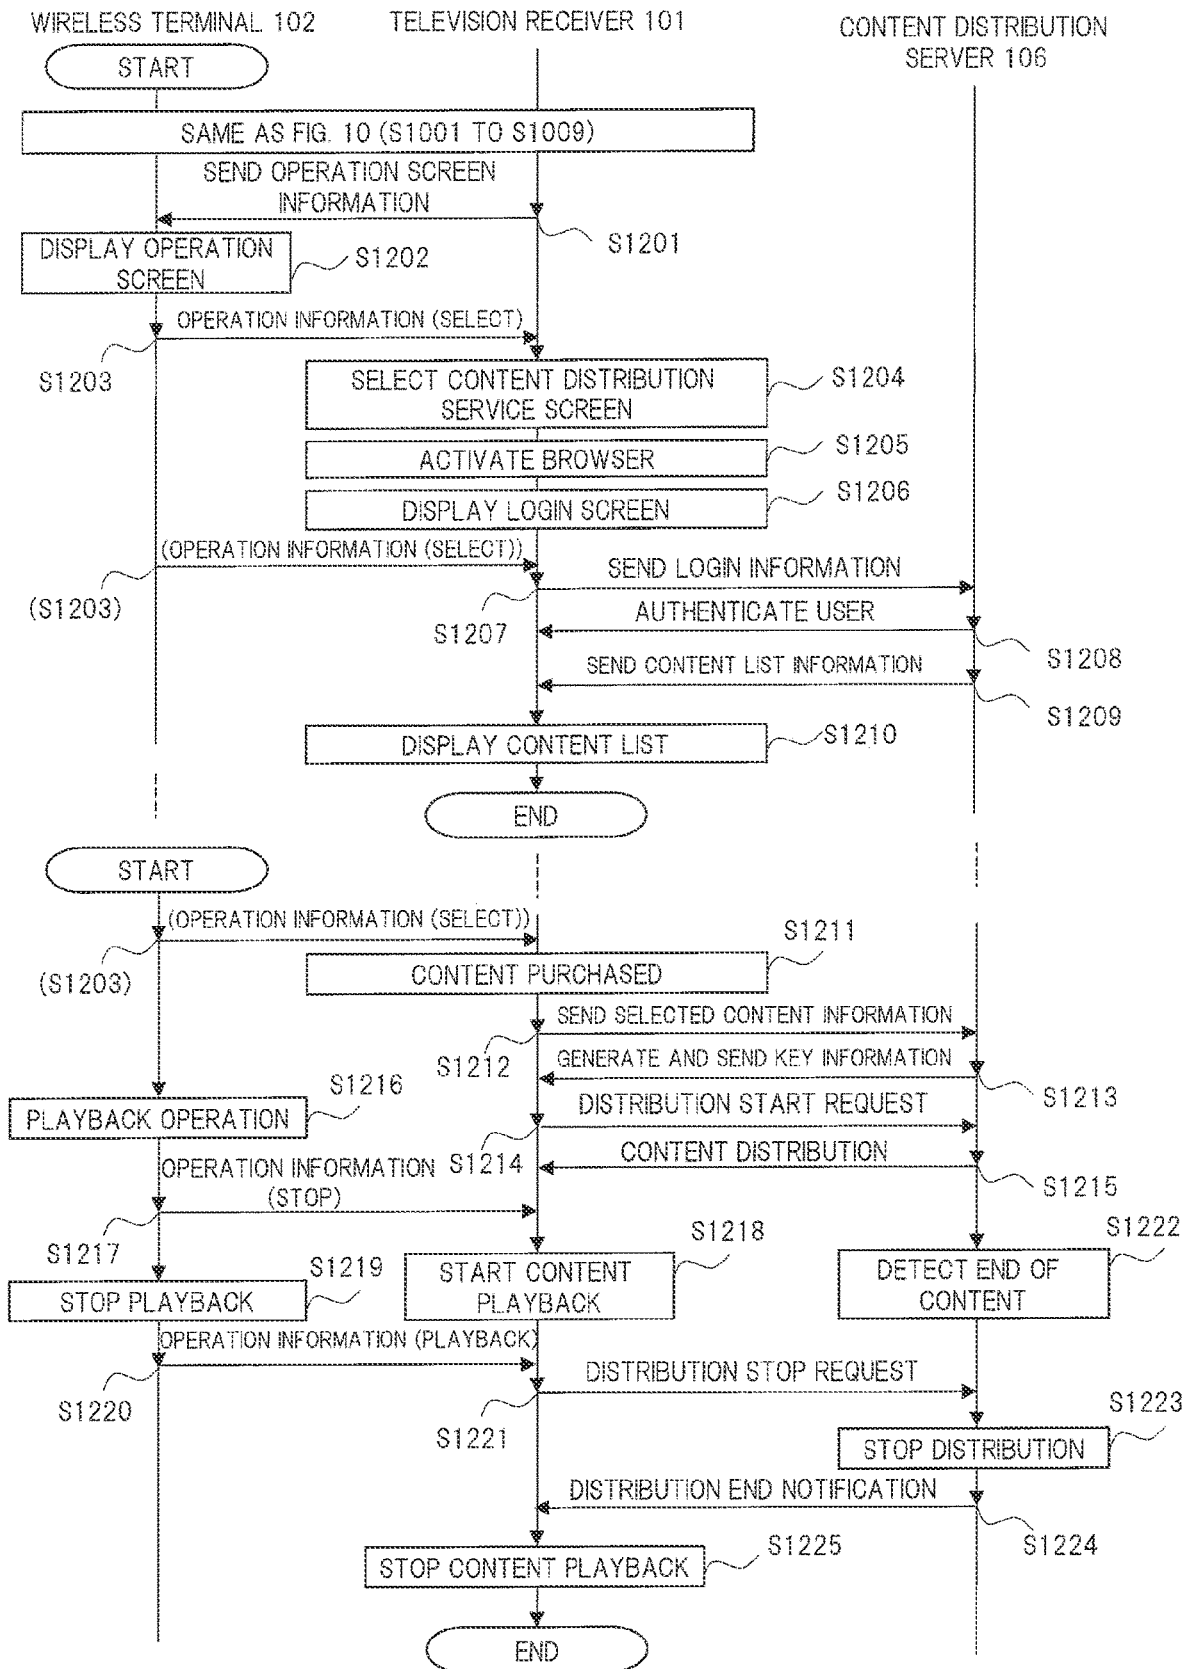 WIRELESS TERMINAL 102
TELEVISION RECEIVER 101
CONTENT DISTRIBUTION
SERVER 106
START
SAME AS FIG. 10 (S1001 TO S1009)
SEND OPERATION SCREEN
INFORMATION
S1201
DISPLAY OPERATION
SCREEN
S1202
OPERATION INFORMATION (SELECT)
S1203
SELECT CONTENT DISTRIBUTION
SERVICE SCREEN
S1204
ACTIVATE BROWSER
S1205
DISPLAY LOGIN SCREEN
S1206
(OPERATION INFORMATION (SELECT))
(S1203)
SEND LOGIN INFORMATION
S1207
AUTHENTICATE USER
S1208
SEND CONTENT LIST INFORMATION
S1209
DISPLAY CONTENT LIST
S1210
END
START
(OPERATION INFORMATION (SELECT))
(S1203)
CONTENT PURCHASED
S1211
SEND SELECTED CONTENT INFORMATION
S1212
GENERATE AND SEND KEY INFORMATION
S1213
PLAYBACK OPERATION
S1216
DISTRIBUTION START REQUEST
S1214
CONTENT DISTRIBUTION
S1215
OPERATION INFORMATION
(STOP)
S1217
START CONTENT
PLAYBACK
S1218
DETECT END OF
CONTENT
S1222
STOP PLAYBACK
S1219
OPERATION INFORMATION (PLAYBACK)
S1220
DISTRIBUTION STOP REQUEST
S1221
STOP DISTRIBUTION
S1223
DISTRIBUTION END NOTIFICATION
S1224
STOP CONTENT PLAYBACK
S1225
END